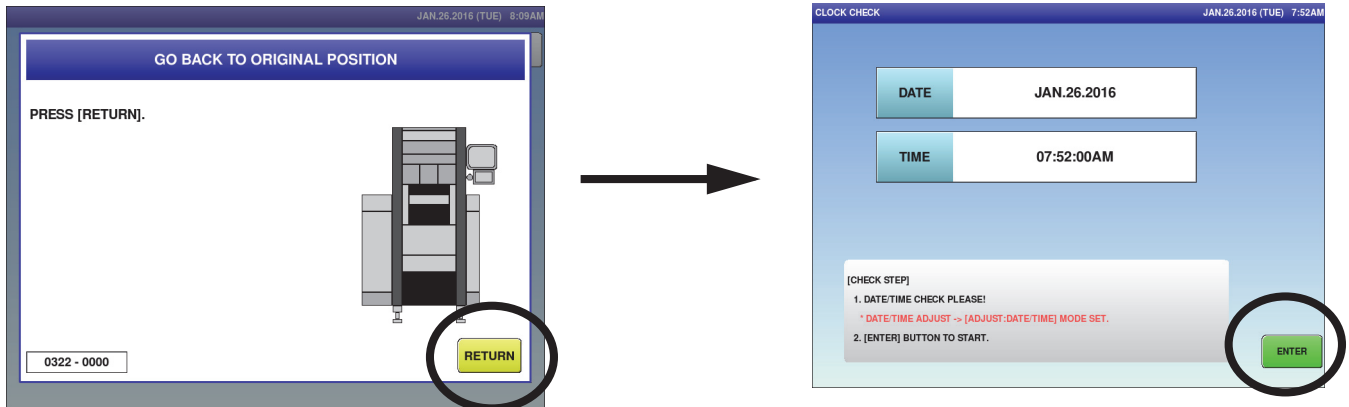 JAN.26.2016 (TUE) 8:09AM
GO BACK TO ORIGINAL POSITION
PRESS [RETURN].
0322 - 0000
RETURN
CLOCK CHECK JAN.26.2016 (TUE) 7:52AM
DATE JAN.26.2016
TIME 07:52:00AM
[CHECK STEP]
1. DATE/TIME CHECK PLEASE!
* DATE/TIME ADJUST -> [ADJUST:DATE/TIME] MODE SET.
2. [ENTER] BUTTON TO START.
ENTER